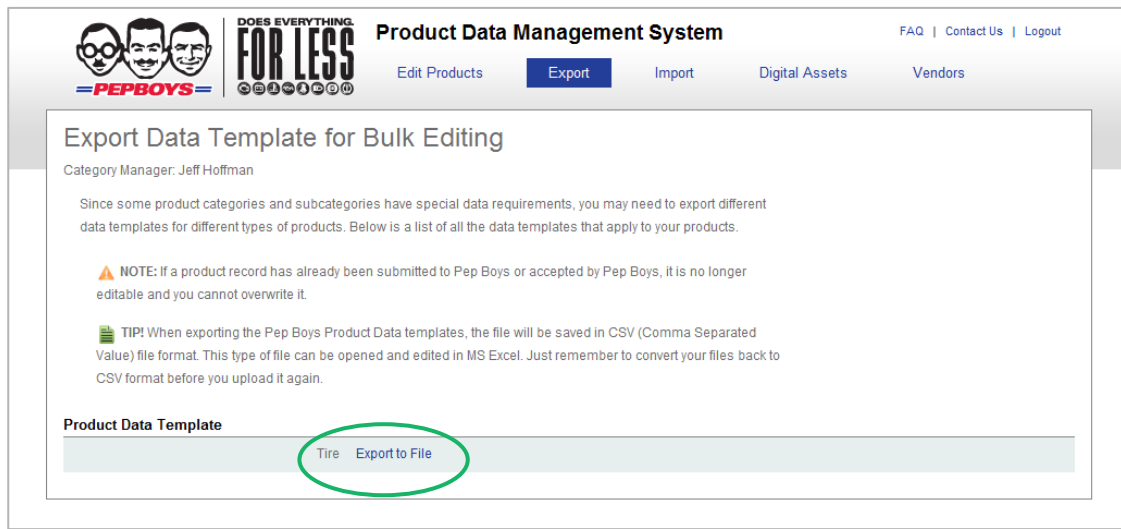 DOES EVERYTHING.
FOR LESS
PEPBOYS
Product Data Management System
FAQ | Contact Us | Logout
Edit Products Export Import Digital Assets Vendors
Export Data Template for Bulk Editing
Category Manager: Jeff Hoffman
Since some product categories and subcategories have special data requirements, you may need to export different
data templates for different types of products. Below is a list of all the data templates that apply to your products.
NOTE: If a product record has already been submitted to Pep Boys or accepted by Pep Boys, it is no longer
editable and you cannot overwrite it.
TIP! When exporting the Pep Boys Product Data templates, the file will be saved in CSV (Comma Separated
Value) file format. This type of file can be opened and edited in MS Excel. Just remember to convert your files back to
CSV format before you upload it again.
Product Data Template
Tire Export to File